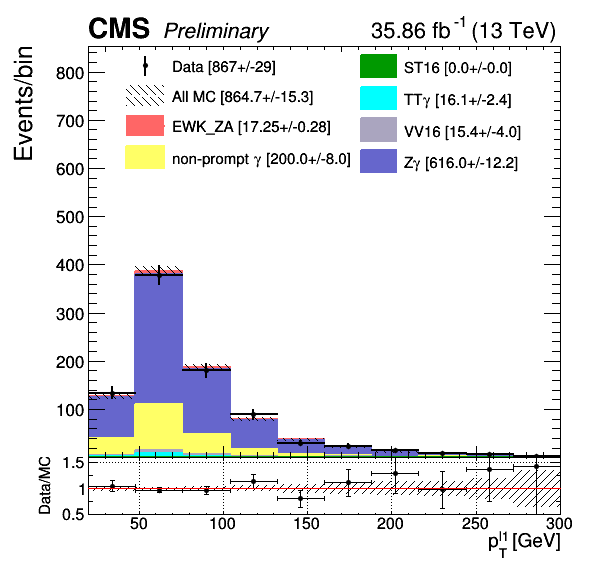 CMS Preliminary 35.86 fb⁻¹ (13 TeV)
Events/bin
800
700
600
500
400
300
200
100
Data [867+/-29]
All MC [864.7+/-15.3]
EWK_ZA [17.25+/-0.28]
non-prompt γ [200.0+/-8.0]
ST16 [0.0+/-0.0]
TTγ [16.1+/-2.4]
VV16 [15.4+/-4.0]
Zγ [616.0+/-12.2]
Data/MC
1.5
1
0.5
50 100 150 200 250 300
p_T^l1 [GeV]